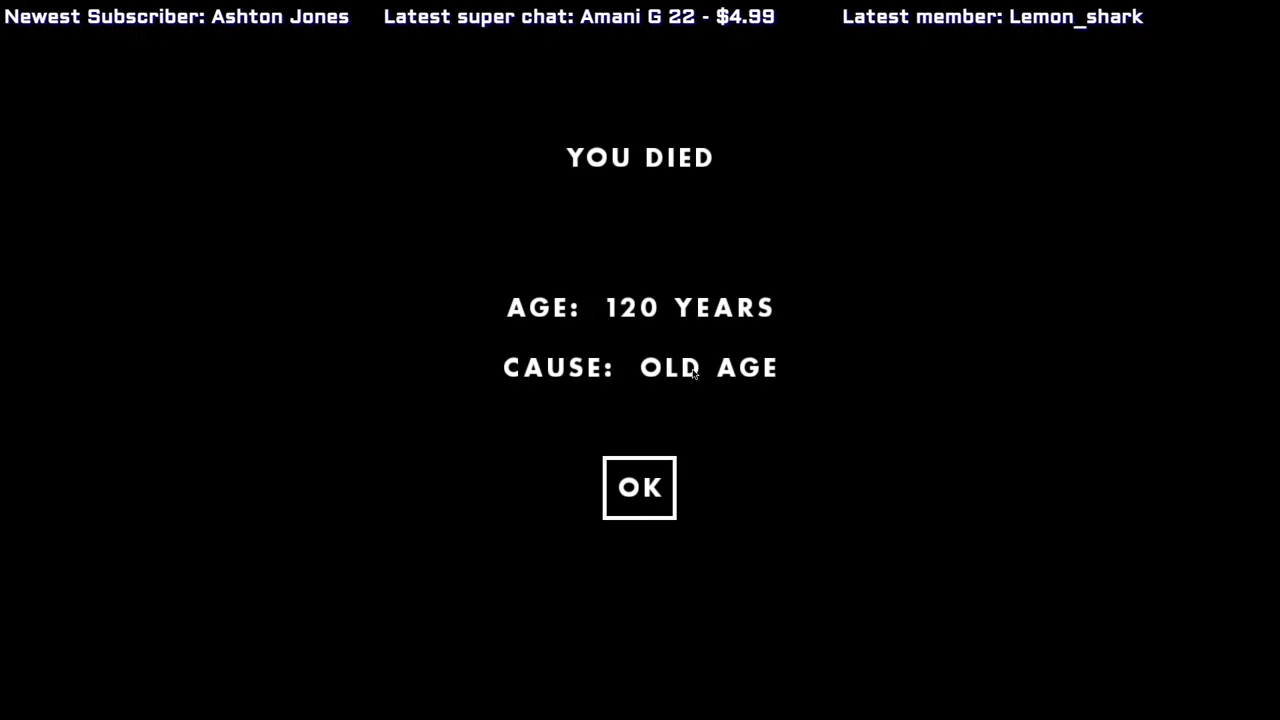 Newest Subscriber: Ashton Jones Latest super chat: Amani G 22 - $4.99 Latest member: Lemon_shark
YOU DIED
AGE: 120 YEARS
CAUSE: OLD AGE
OK